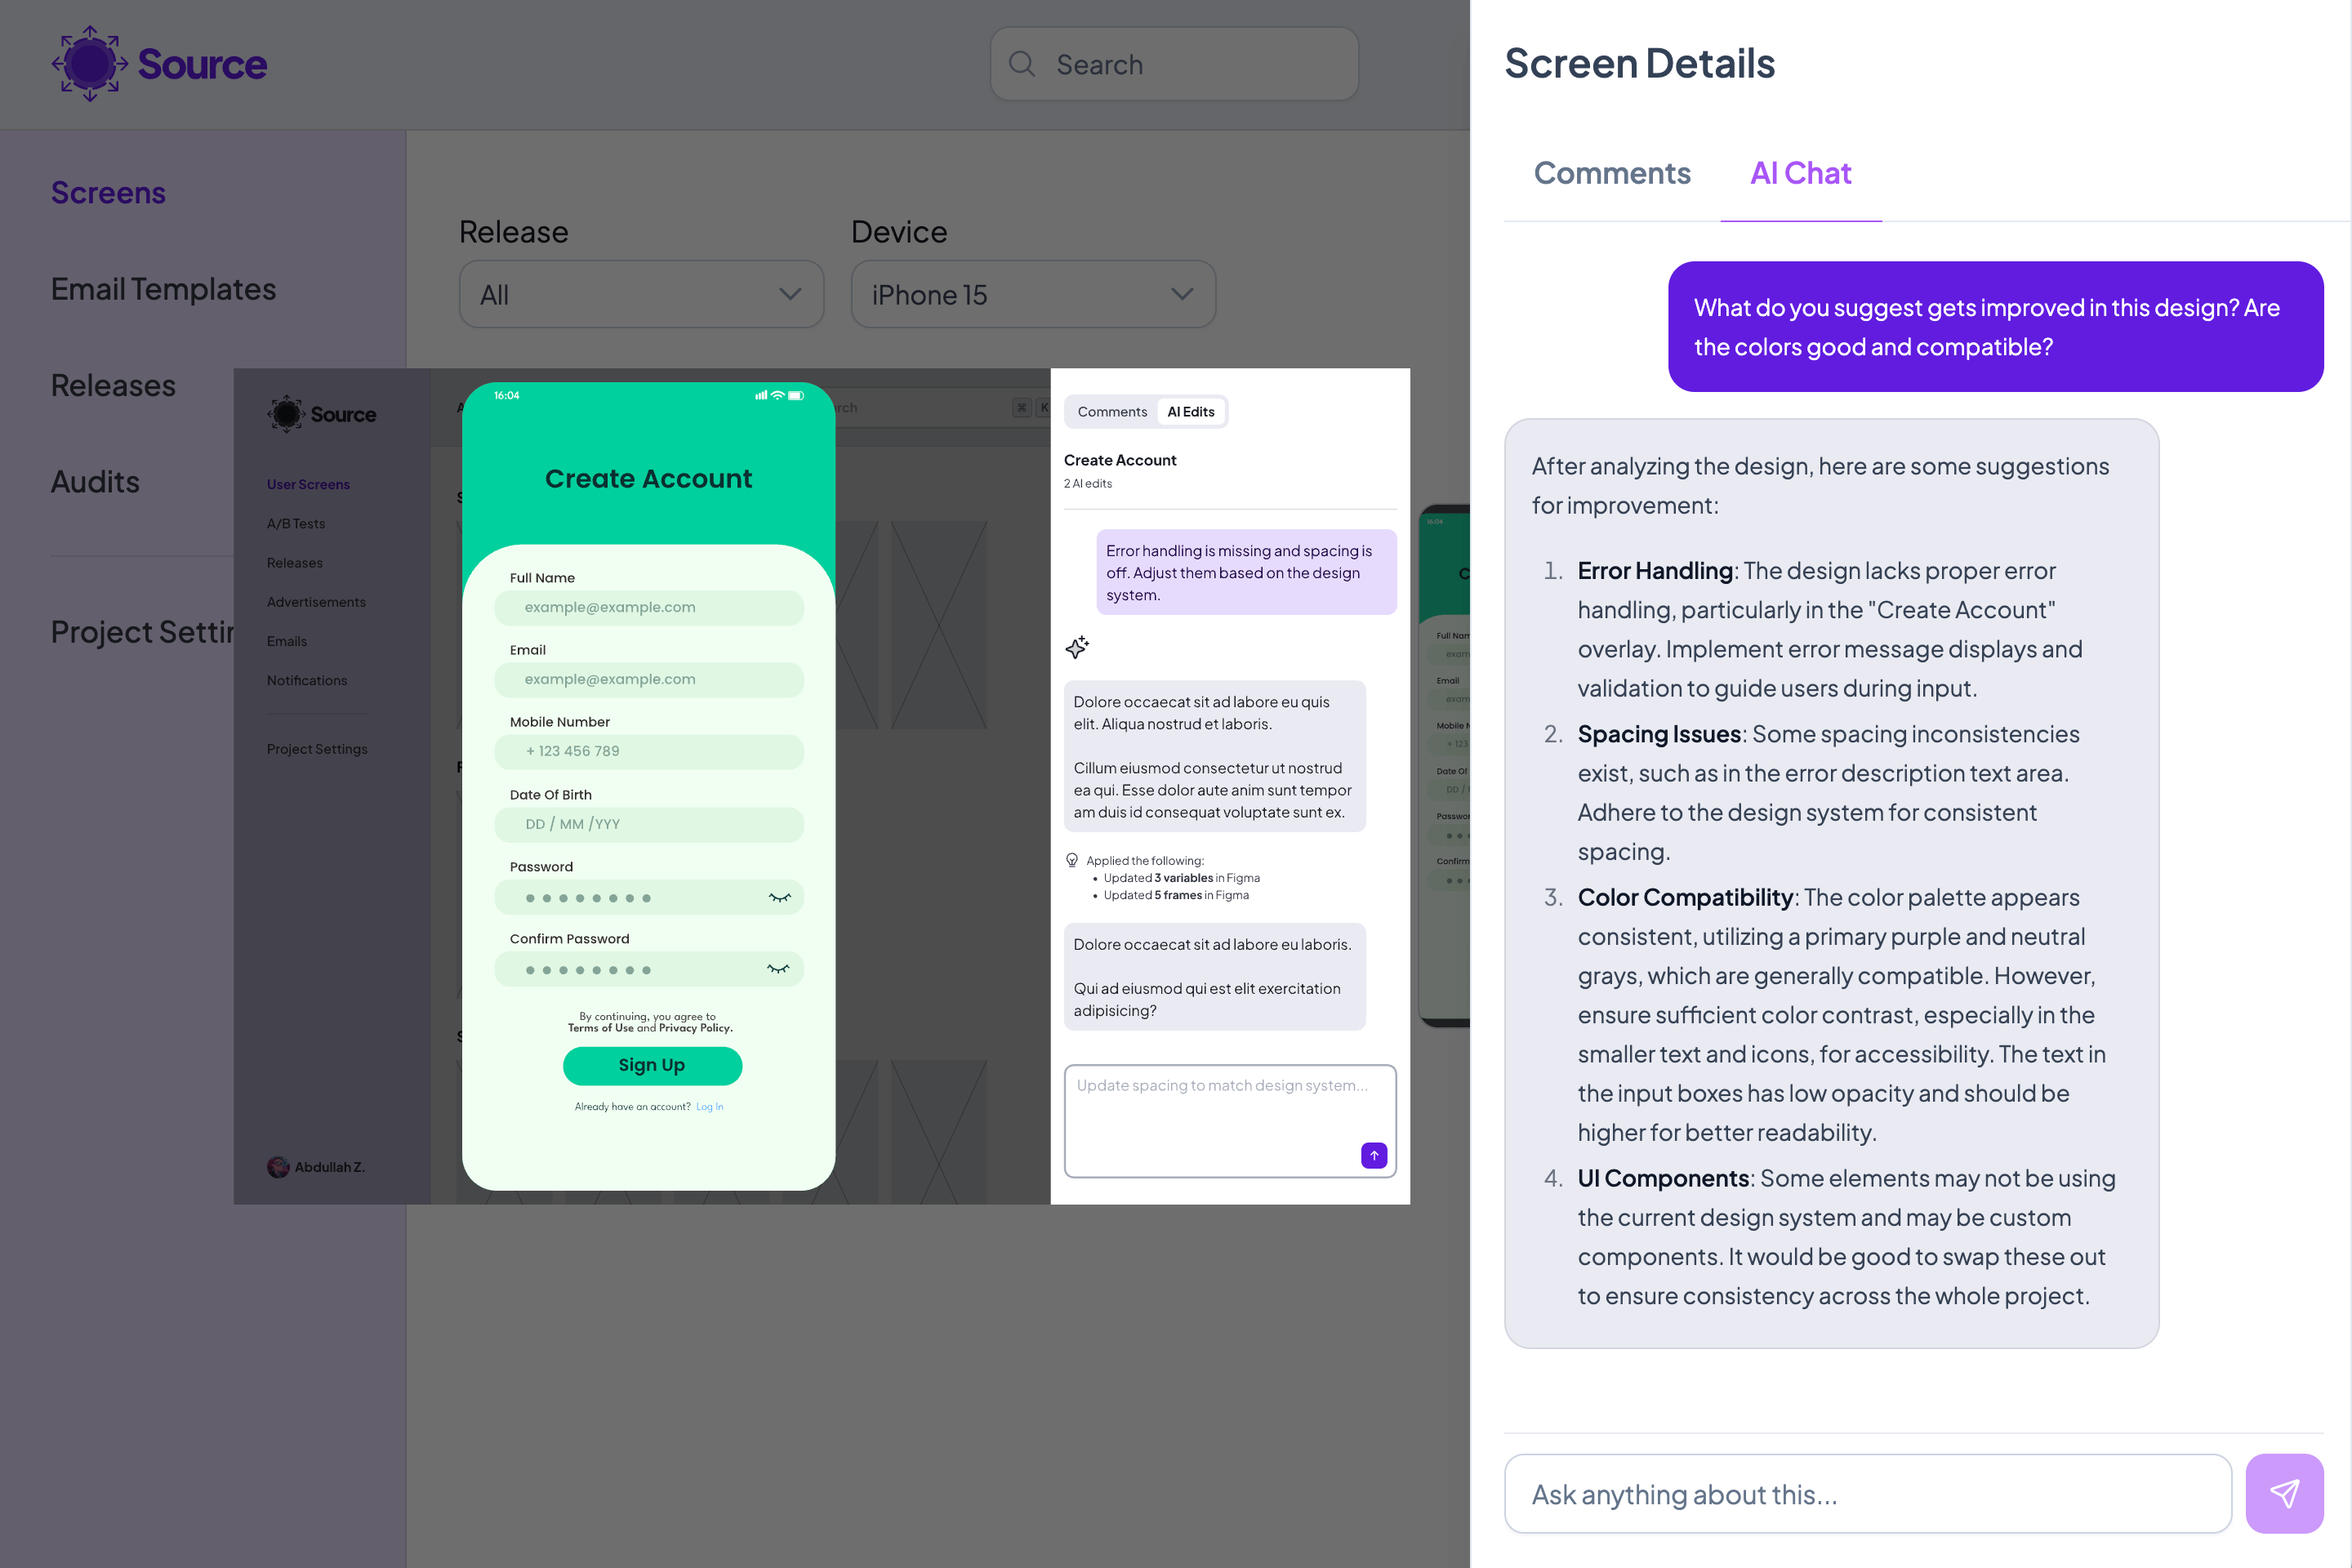 Source
Search
Screens
Email Templates
Releases
Audits
Project Settin
Release
All
Device
iPhone 15
Source
User Screens
A/B Tests
Releases
Advertisements
Emails
Notifications
Project Settings
Abdullah Z.
rch
⌘ K
16:04
Create Account
Full Name
example@example.com
Email
example@example.com
Mobile Number
+ 123 456 789
Date Of Birth
DD / MM /YYY
Password
Confirm Password
By continuing, you agree to
Terms of Use and Privacy Policy.
Sign Up
Already have an account? Log In
Comments
AI Edits
Create Account
2 AI edits
Error handling is missing and spacing is
off. Adjust them based on the design
system.
Dolore occaecat sit ad labore eu quis
elit. Aliqua nostrud et laboris.
Cillum eiusmod consectetur ut nostrud
ea qui. Esse dolor aute anim sunt tempor
am duis id consequat voluptate sunt ex.
Applied the following:
• Updated 3 variables in Figma
• Updated 5 frames in Figma
Dolore occaecat sit ad labore eu laboris.
Qui ad eiusmod qui est elit exercitation
adipisicing?
Update spacing to match design system...
16:04
C
Full Nam
exam
Email
exam
Mobile N
+ 123
Date Of
DD / M
Passwor
Confirm
Screen Details
Comments
AI Chat
What do you suggest gets improved in this design? Are
the colors good and compatible?
After analyzing the design, here are some suggestions
for improvement:
1. Error Handling: The design lacks proper error
handling, particularly in the "Create Account"
overlay. Implement error message displays and
validation to guide users during input.
2. Spacing Issues: Some spacing inconsistencies
exist, such as in the error description text area.
Adhere to the design system for consistent
spacing.
3. Color Compatibility: The color palette appears
consistent, utilizing a primary purple and neutral
grays, which are generally compatible. However,
ensure sufficient color contrast, especially in the
smaller text and icons, for accessibility. The text in
the input boxes has low opacity and should be
higher for better readability.
4. UI Components: Some elements may not be using
the current design system and may be custom
components. It would be good to swap these out
to ensure consistency across the whole project.
Ask anything about this...